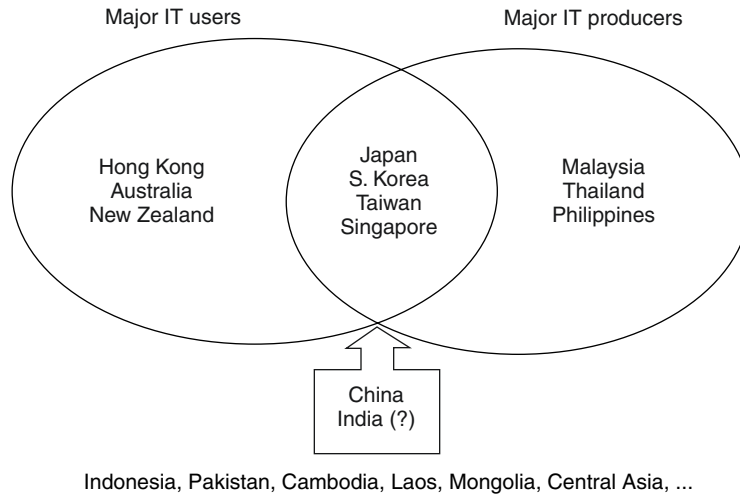 Major IT users
Major IT producers
Hong Kong
Australia
New Zealand
Japan
S. Korea
Taiwan
Singapore
Malaysia
Thailand
Philippines
China
India (?)
Indonesia, Pakistan, Cambodia, Laos, Mongolia, Central Asia, ...